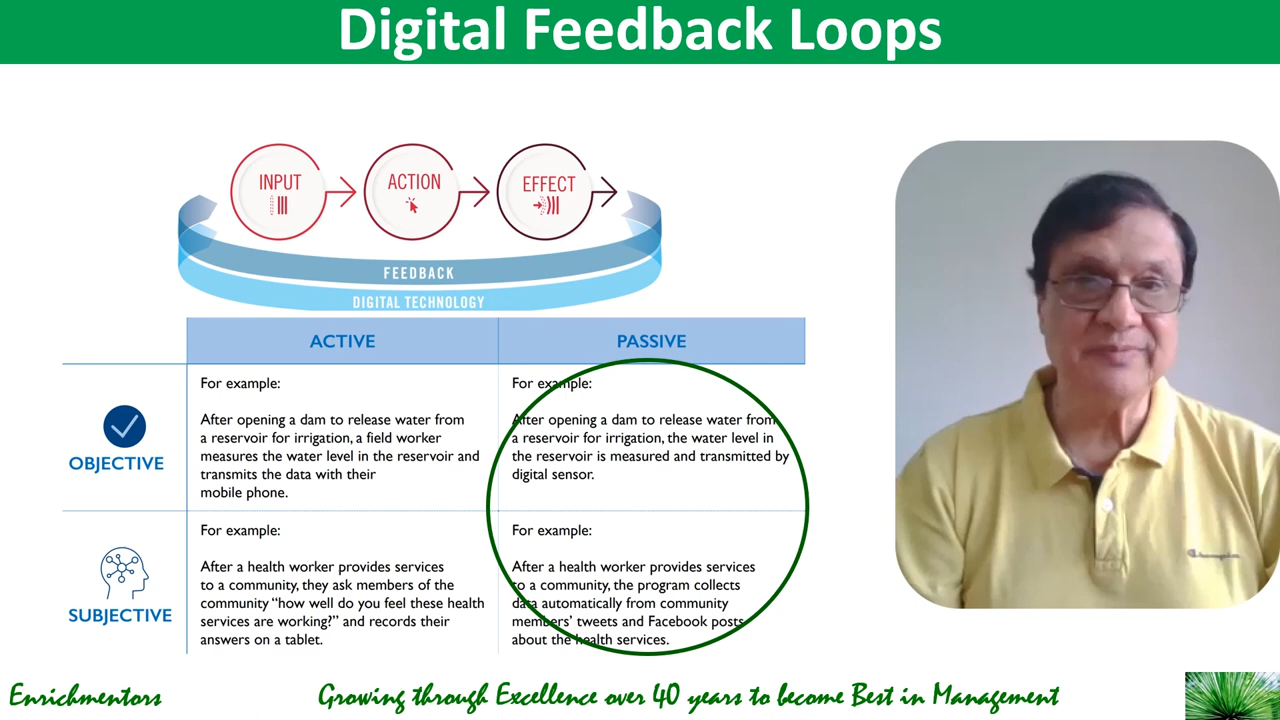 Digital Feedback Loops
INPUT
ACTION
EFFECT
FEEDBACK
DIGITAL TECHNOLOGY
ACTIVE
PASSIVE
OBJECTIVE
For example:
After opening a dam to release water from
a reservoir for irrigation, a field worker
measures the water level in the reservoir and
transmits the data with their
mobile phone.
For example:
After opening a dam to release water from
a reservoir for irrigation, the water level in
the reservoir is measured and transmitted by
digital sensor.
SUBJECTIVE
For example:
After a health worker provides services
to a community, they ask members of the
community “how well do you feel these health
services are working?” and records their
answers on a tablet.
For example:
After a health worker provides services
to a community, the program collects
data automatically from community
members’ tweets and Facebook posts
about the health services.
Enrichmentors
Growing through Excellence over 40 years to become Best in Management